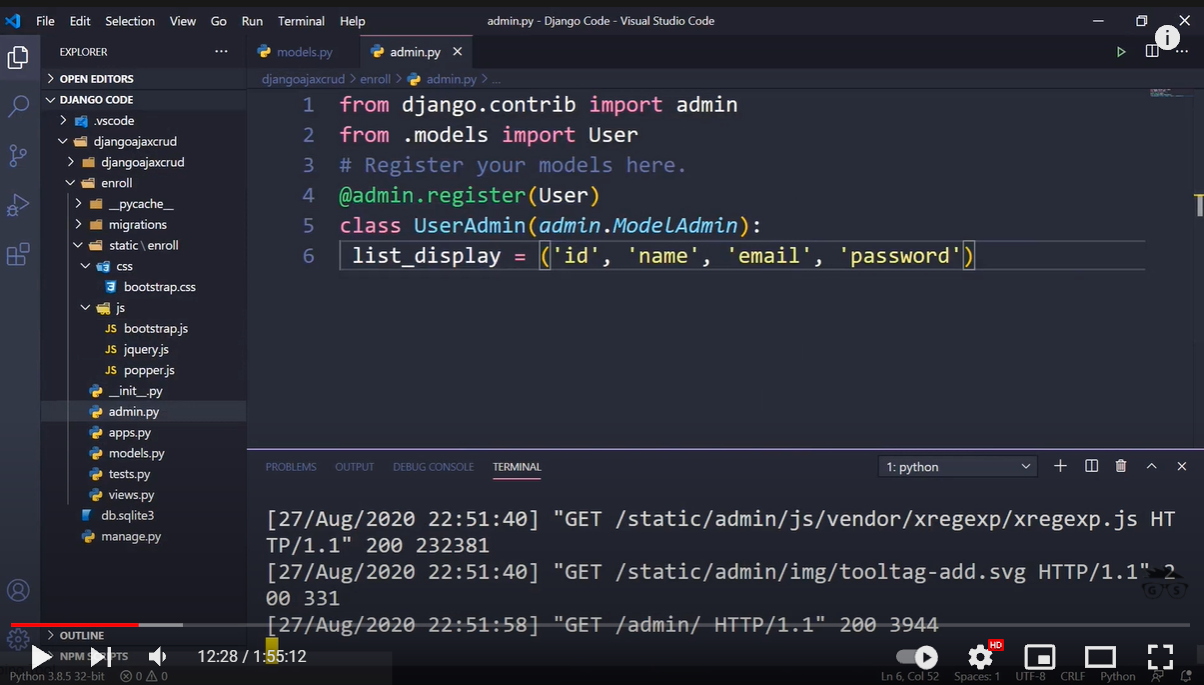 File Edit Selection View Go Run Terminal Help admin.py - Django Code - Visual Studio Code
EXPLORER
OPEN EDITORS
DJANGO CODE
.vscode
djangoajaxcrud
djangoajaxcrud
enroll
__pycache__
migrations
static \ enroll
css
bootstrap.css
js
JS bootstrap.js
JS jquery.js
JS popper.js
__init__.py
admin.py
apps.py
models.py
tests.py
views.py
db.sqlite3
manage.py
OUTLINE
NPM SCRIPTS
models.py admin.py
djangoajaxcrud > enroll > admin.py > ...
1 from django.contrib import admin
2 from .models import User
3 # Register your models here.
4 @admin.register(User)
5 class UserAdmin(admin.ModelAdmin):
6 list_display = ('id', 'name', 'email', 'password')
PROBLEMS OUTPUT DEBUG CONSOLE TERMINAL 1: python
[27/Aug/2020 22:51:40] "GET /static/admin/js/vendor/xregexp/xregexp.js HT
TP/1.1" 200 232381
[27/Aug/2020 22:51:40] "GET /static/admin/img/tooltag-add.svg HTTP/1.1" 2
00 331
[27/Aug/2020 22:51:58] "GET /admin/ HTTP/1.1" 200 3944
G S
12:28 / 1:55:12 HD
Python 3.8.5 32-bit 0 0 Ln 6, Col 52 Spaces: 1 UTF-8 CRLF Python